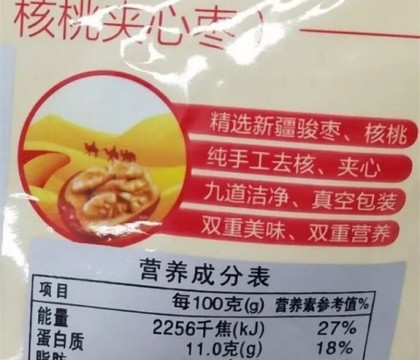 核桃夹心枣）
精选新疆骏枣、核桃
纯手工去核、夹心
九道洁净、真空包装
双重美味、双重营养
营养成分表
项目 每100克(g) 营养素参考值%
能量 2256千焦(kJ) 27%
蛋白质 11.0克(g) 18%
脂肪